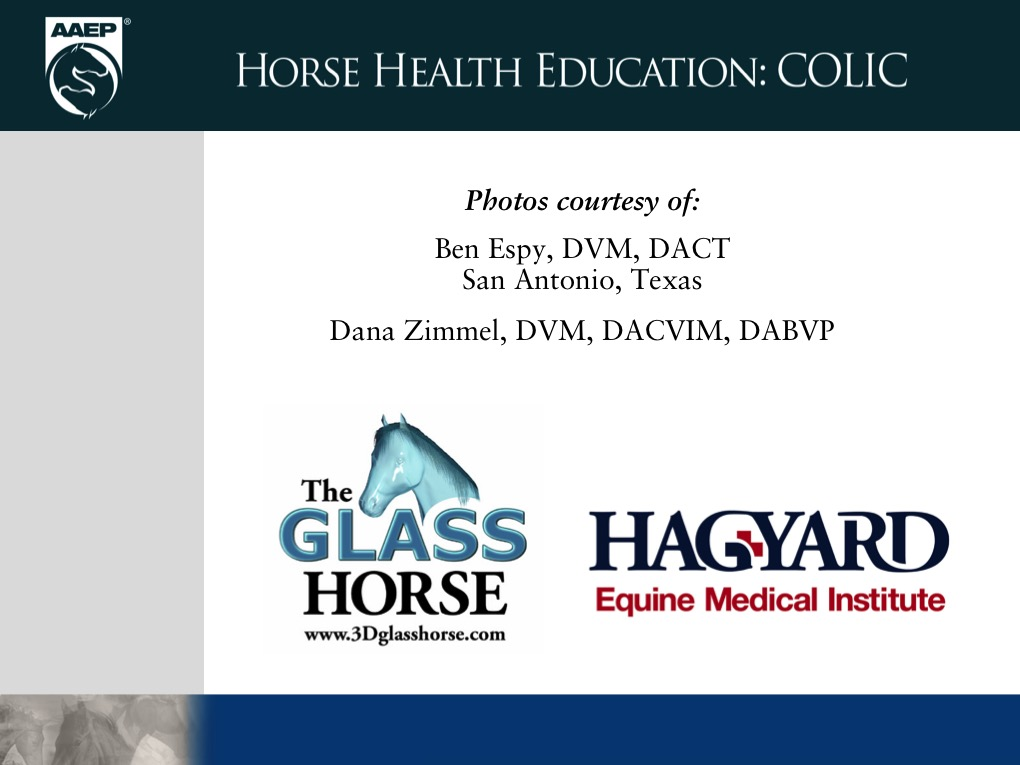 AAEP®
HORSE HEALTH EDUCATION: COLIC
Photos courtesy of:
Ben Espy, DVM, DACT
San Antonio, Texas
Dana Zimmel, DVM, DACVIM, DABVP
The
GLASS
HORSE
www.3Dglasshorse.com
HAGYARD
Equine Medical Institute